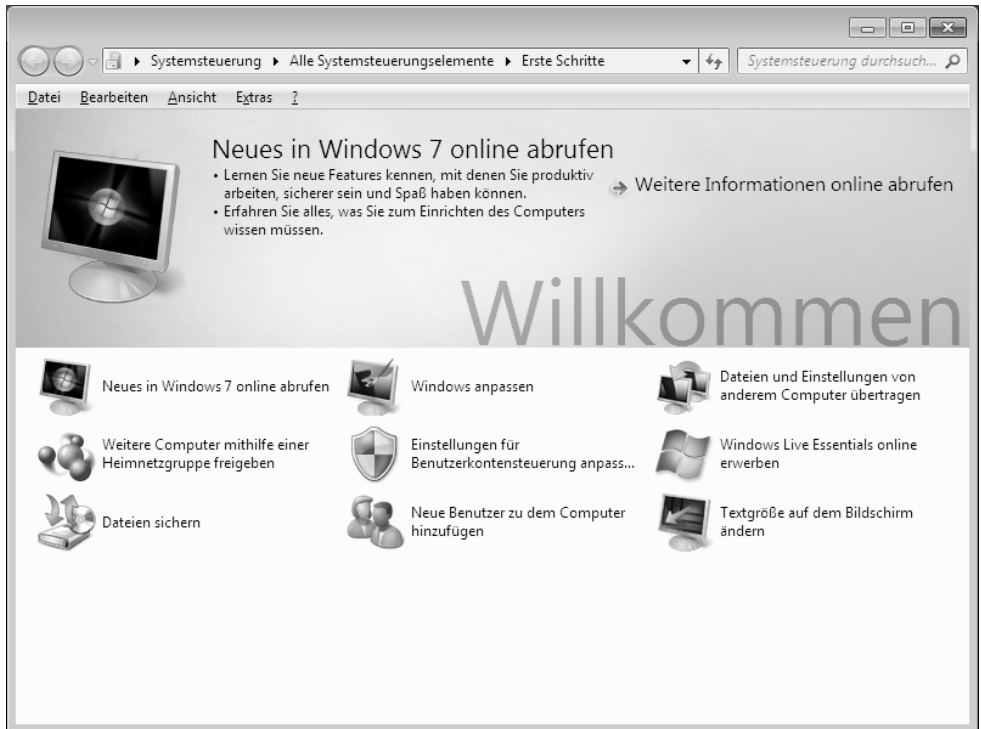 Systemsteuerung ▸ Alle Systemsteuerungselemente ▸ Erste Schritte
Systemsteuerung durchsuch...
Datei Bearbeiten Ansicht Extras ?
Neues in Windows 7 online abrufen
• Lernen Sie neue Features kennen, mit denen Sie produktiv
arbeiten, sicherer sein und Spaß haben können.
• Erfahren Sie alles, was Sie zum Einrichten des Computers
wissen müssen.
Weitere Informationen online abrufen
Willkommen
Neues in Windows 7 online abrufen
Windows anpassen
Dateien und Einstellungen von
anderem Computer übertragen
Weitere Computer mithilfe einer
Heimnetzgruppe freigeben
Einstellungen für
Benutzerkontensteuerung anpass...
Windows Live Essentials online
erwerben
Dateien sichern
Neue Benutzer zu dem Computer
hinzufügen
Textgröße auf dem Bildschirm
ändern